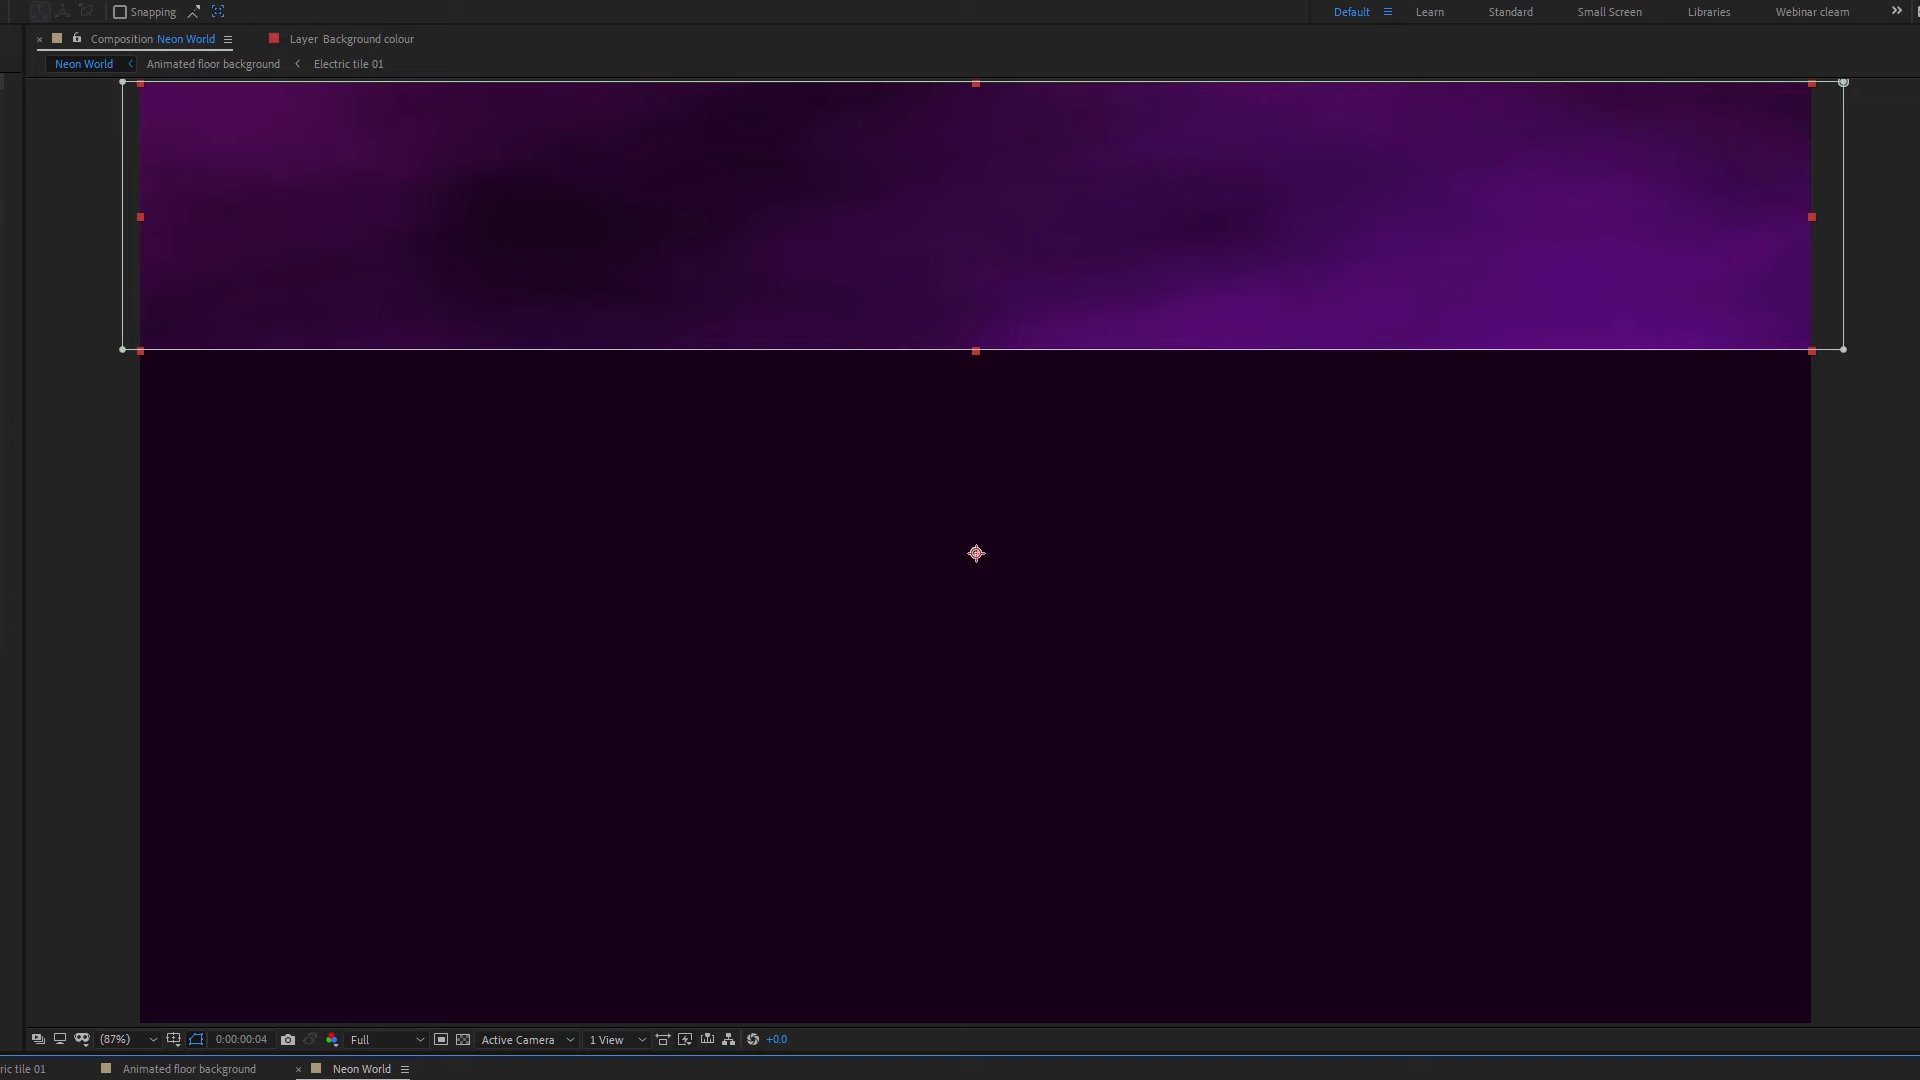 Snapping Default Learn Standard Small Screen Libraries Webinar cleam
Composition Neon World Layer Background colour
Neon World Animated floor background Electric tile 01
(87%) 0:00:00:04 Full Active Camera 1 View +0.0
ric tile 01 Animated floor background Neon World